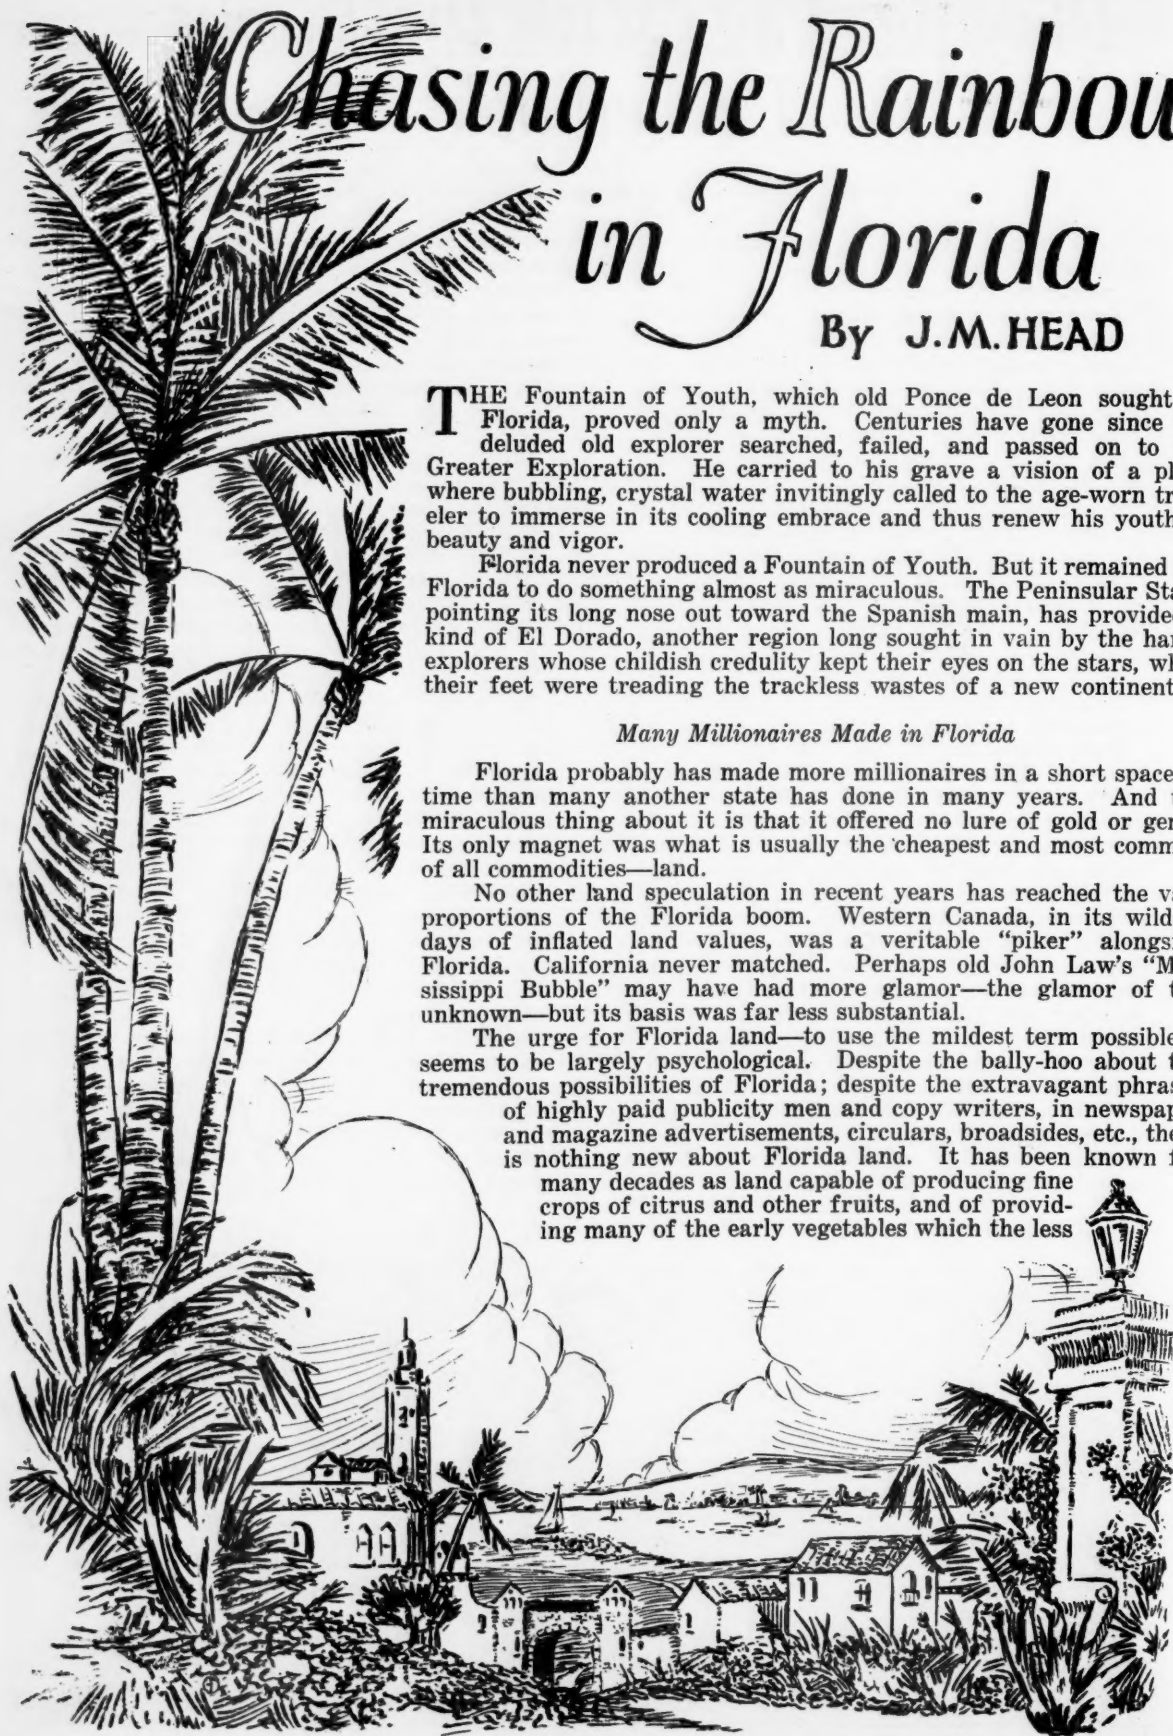 Chasing the Rainbow
in Florida
By J. M. HEAD
THE Fountain of Youth, which old Ponce de Leon sought
Florida, proved only a myth. Centuries have gone since
deluded old explorer searched, failed, and passed on to
Greater Exploration. He carried to his grave a vision of a pl
where bubbling, crystal water invitingly called to the age-worn tr
eler to immerse in its cooling embrace and thus renew his youth
beauty and vigor.
Florida never produced a Fountain of Youth. But it remained
Florida to do something almost as miraculous. The Peninsular Sta
pointing its long nose out toward the Spanish main, has provide
kind of El Dorado, another region long sought in vain by the ha
explorers whose childish credulity kept their eyes on the stars, wh
their feet were treading the trackless wastes of a new continent
Many Millionaires Made in Florida
Florida probably has made more millionaires in a short space
time than many another state has done in many years. And t
miraculous thing about it is that it offered no lure of gold or ge
Its only magnet was what is usually the cheapest and most comm
of all commodities—land.
No other land speculation in recent years has reached the v
proportions of the Florida boom. Western Canada, in its wild
days of inflated land values, was a veritable "piker" alongs
Florida. California never matched. Perhaps old John Law's "M
sissippi Bubble" may have had more glamor—the glamor of t
unknown—but its basis was far less substantial.
The urge for Florida land—to use the mildest term possible
seems to be largely psychological. Despite the bally-hoo about t
tremendous possibilities of Florida; despite the extravagant phra
of highly paid publicity men and copy writers, in newspap
and magazine advertisements, circulars, broadsides, etc., the
is nothing new about Florida land. It has been known f
many decades as land capable of producing fine
crops of citrus and other fruits, and of provid-
ing many of the early vegetables which the less